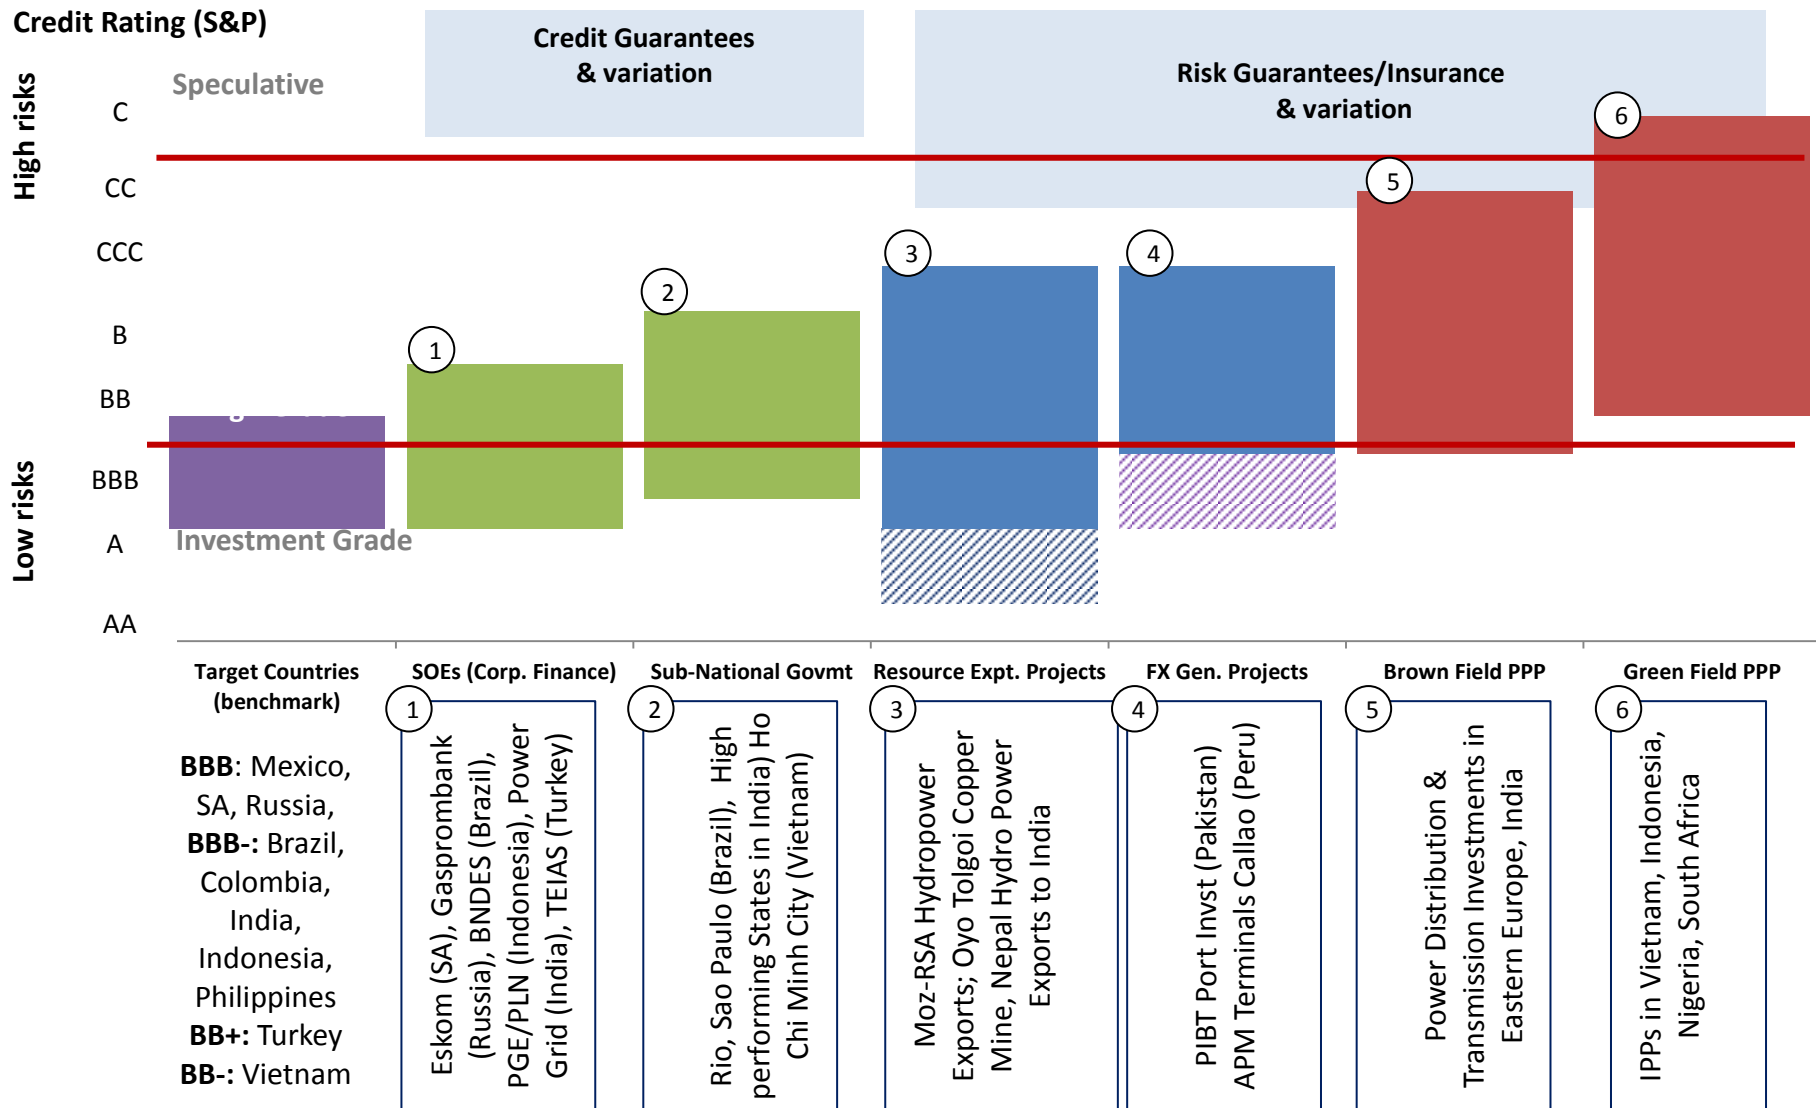 Credit Rating (S&P)
Credit Guarantees
& variation
Risk Guarantees/Insurance
& variation
High risks
Low risks
Speculative
C
CC
CCC
B
BB
BBB
A
AA
Investment Grade
1
2
3
4
5
6
Target Countries
(benchmark)
SOEs (Corp. Finance)
Sub-National Govmt
Resource Expt. Projects
FX Gen. Projects
Brown Field PPP
Green Field PPP
BBB: Mexico,
SA, Russia,
BBB-: Brazil,
Colombia,
India,
Indonesia,
Philippines
BB+: Turkey
BB-: Vietnam
1
Eskom (SA), Gasprombank
(Russia), BNDES (Brazil),
PGE/PLN (Indonesia), Power
Grid (India), TEIAS (Turkey)
2
Rio, Sao Paulo (Brazil), High
performing States in India) Ho
Chi Minh City (Vietnam)
3
Moz-RSA Hydropower
Exports; Oyo Tolgoi Copper
Mine, Nepal Hydro Power
Exports to India
4
PIBT Port Invst (Pakistan)
APM Terminals Callao (Peru)
5
Power Distribution &
Transmission Investments in
Eastern Europe, India
6
IPPs in Vietnam, Indonesia,
Nigeria, South Africa